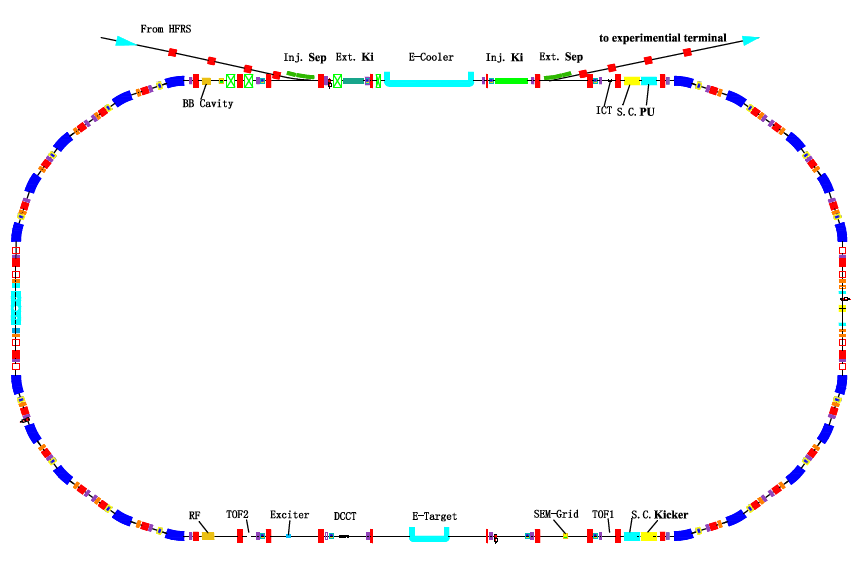 From HFRS
to experimential terminal
Inj. Sep
Ext. Ki
E-Cooler
Inj. Ki
Ext. Sep
BB Cavity
ICT
S.C. PU
RF
TOF2
Exciter
DCCT
E-Target
SEM-Grid
TOF1
S.C. Kicker